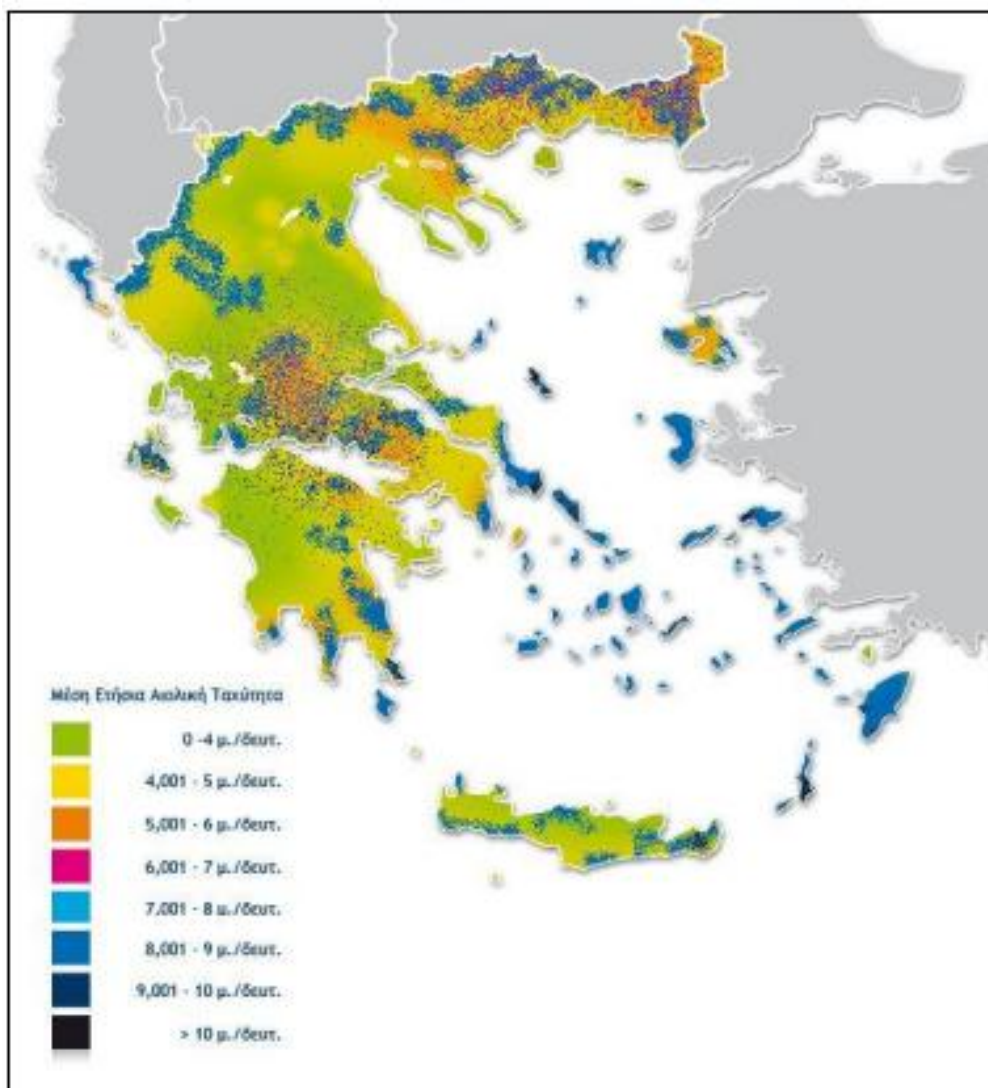 Μέση Ετήσια Αιολική Ταχύτητα
0 -4 μ./δευτ.
4,001 - 5 μ./δευτ.
5,001 - 6 μ./δευτ.
6,001 - 7 μ./δευτ.
7.001 - 8 μ./δευτ.
8,001 - 9 μ./δευτ.
9,001 - 10 μ./δευτ.
> 10 μ./δευτ.